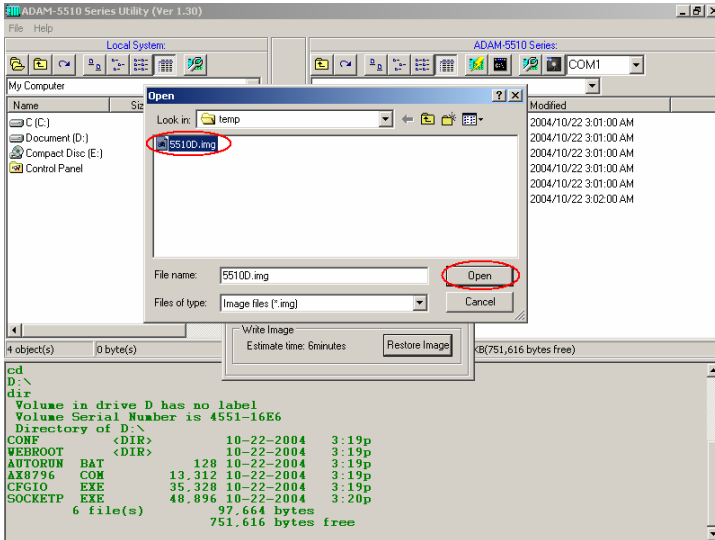 ADAM-5510 Series Utility (Ver 1.30)
File Help
Local System:
ADAM-5510 Series:
COM1
My Computer
Name Siz
Modified
C (C:)
Document (D:)
Compact Disc (E:)
Control Panel
2004/10/22 3:01:00 AM
2004/10/22 3:01:00 AM
2004/10/22 3:01:00 AM
2004/10/22 3:01:00 AM
2004/10/22 3:01:00 AM
2004/10/22 3:02:00 AM
Open
Look in: temp
5510D.img
File name: 5510D.img
Open
Files of type: Image files (*.img)
Cancel
Write Image
Estimate time: 6minutes
Restore Image
4 object(s) 0 byte(s)
KB(751,616 bytes free)
cd
D:\
dir
Volume in drive D has no label
Volume Serial Number is 4551-16E6
Directory of D:\
CONF <DIR> 10-22-2004 3:19p
WEBROOT <DIR> 10-22-2004 3:19p
AUTORUN BAT 128 10-22-2004 3:19p
AX8796 COM 13,312 10-22-2004 3:19p
CFGIO EXE 35,328 10-22-2004 3:19p
SOCKETP EXE 48,896 10-22-2004 3:20p
6 file(s) 97,664 bytes
751,616 bytes free